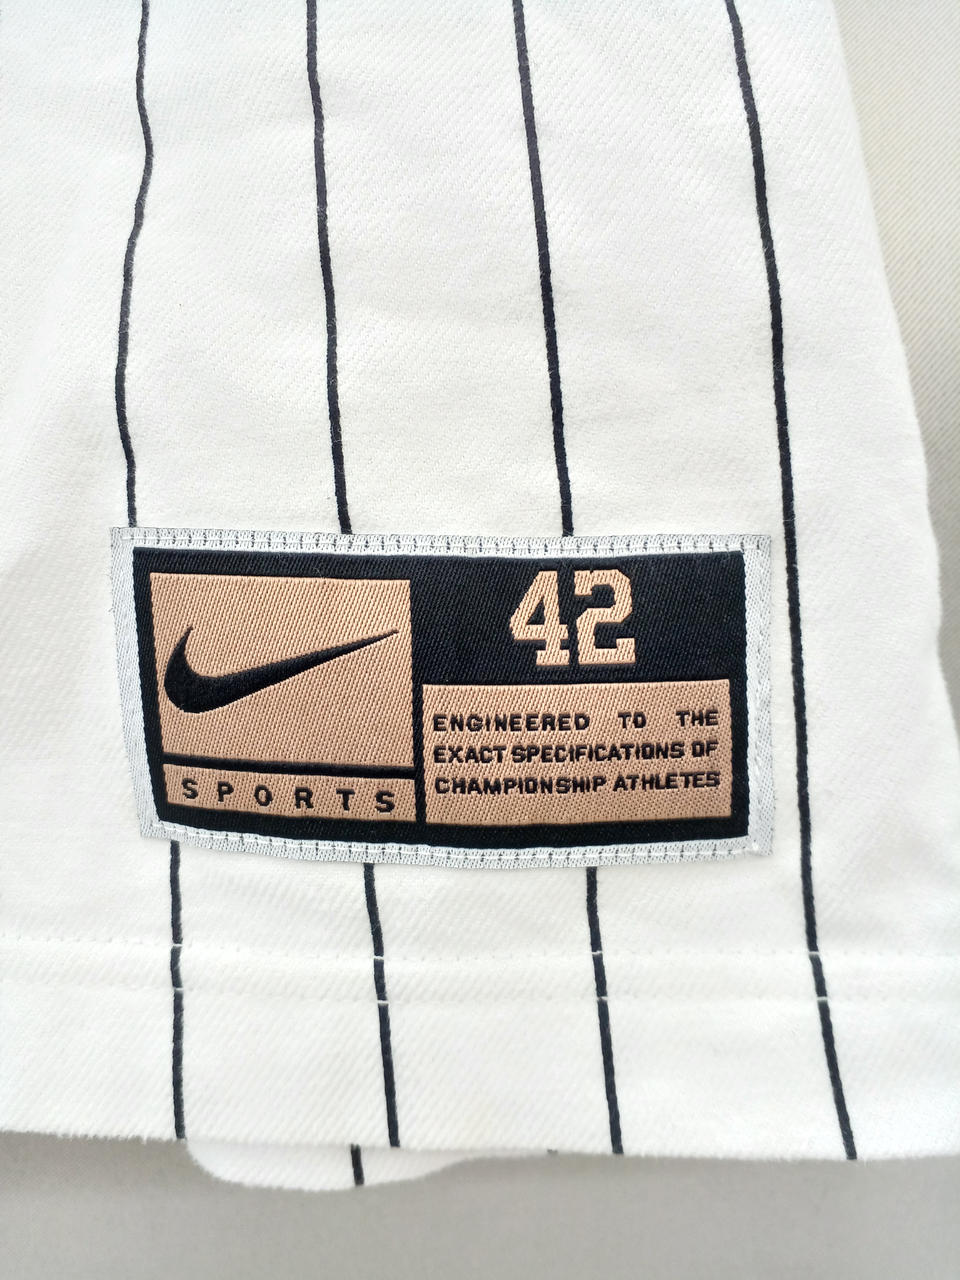 42
ENGINEERED TO THE
EXACT SPECIFICATIONS OF
CHAMPIONSHIP ATHLETES
SPORTS